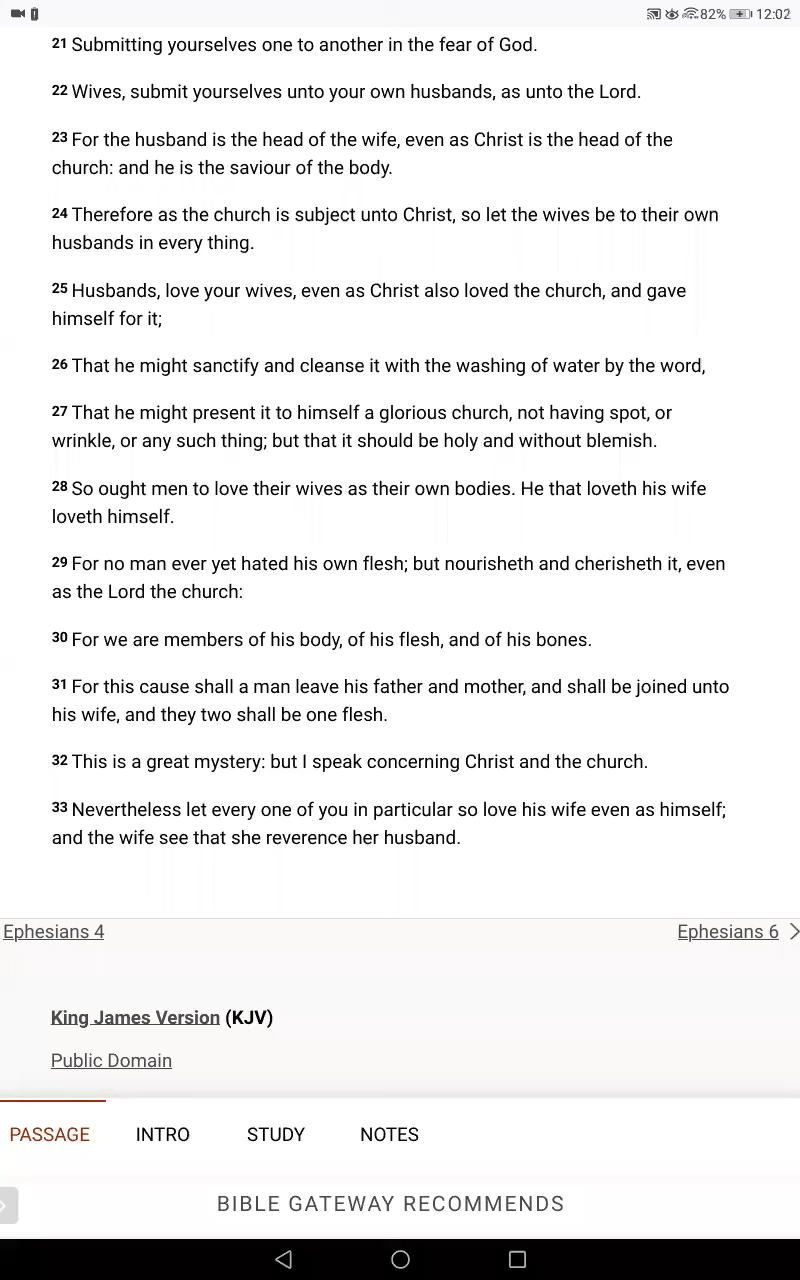 82% 12:02
21 Submitting yourselves one to another in the fear of God.
22 Wives, submit yourselves unto your own husbands, as unto the Lord.
23 For the husband is the head of the wife, even as Christ is the head of the
church: and he is the saviour of the body.
24 Therefore as the church is subject unto Christ, so let the wives be to their own
husbands in every thing.
25 Husbands, love your wives, even as Christ also loved the church, and gave
himself for it;
26 That he might sanctify and cleanse it with the washing of water by the word,
27 That he might present it to himself a glorious church, not having spot, or
wrinkle, or any such thing; but that it should be holy and without blemish.
28 So ought men to love their wives as their own bodies. He that loveth his wife
loveth himself.
29 For no man ever yet hated his own flesh; but nourisheth and cherisheth it, even
as the Lord the church:
30 For we are members of his body, of his flesh, and of his bones.
31 For this cause shall a man leave his father and mother, and shall be joined unto
his wife, and they two shall be one flesh.
32 This is a great mystery: but I speak concerning Christ and the church.
33 Nevertheless let every one of you in particular so love his wife even as himself;
and the wife see that she reverence her husband.
Ephesians 4 Ephesians 6
King James Version (KJV)
Public Domain
PASSAGE INTRO STUDY NOTES
BIBLE GATEWAY RECOMMENDS